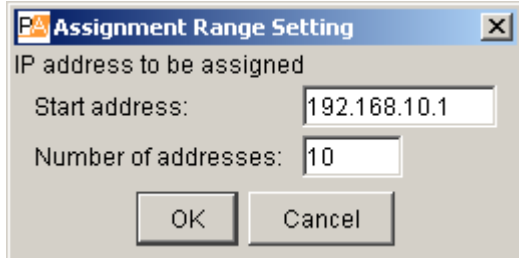 PA Assignment Range Setting
IP address to be assigned
Start address: 192.168.10.1
Number of addresses: 10
OK Cancel